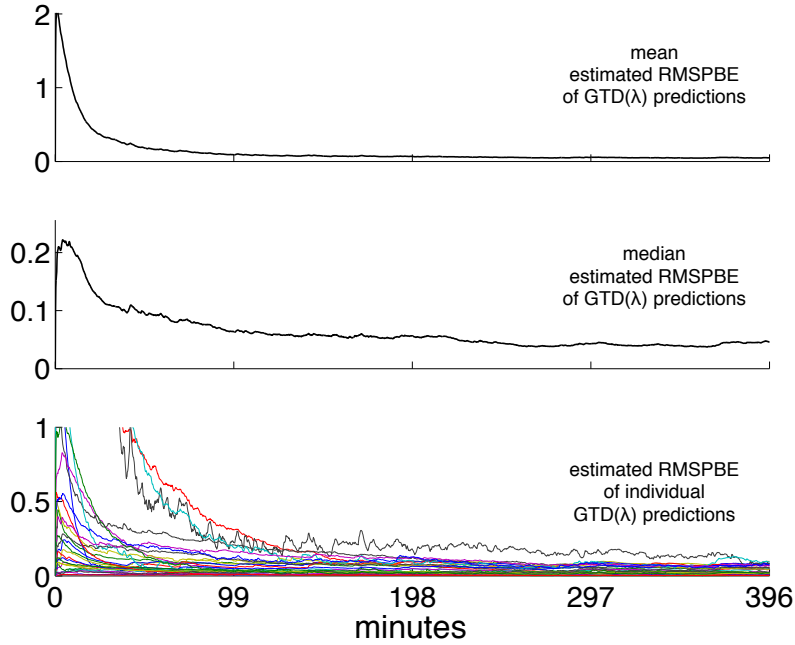 2
1
0
mean
estimated RMSPBE
of GTD(λ) predictions
0.2
0.1
0
median
estimated RMSPBE
of GTD(λ) predictions
1
0.5
0
estimated RMSPBE
of individual
GTD(λ) predictions
0 99 198 297 396
minutes